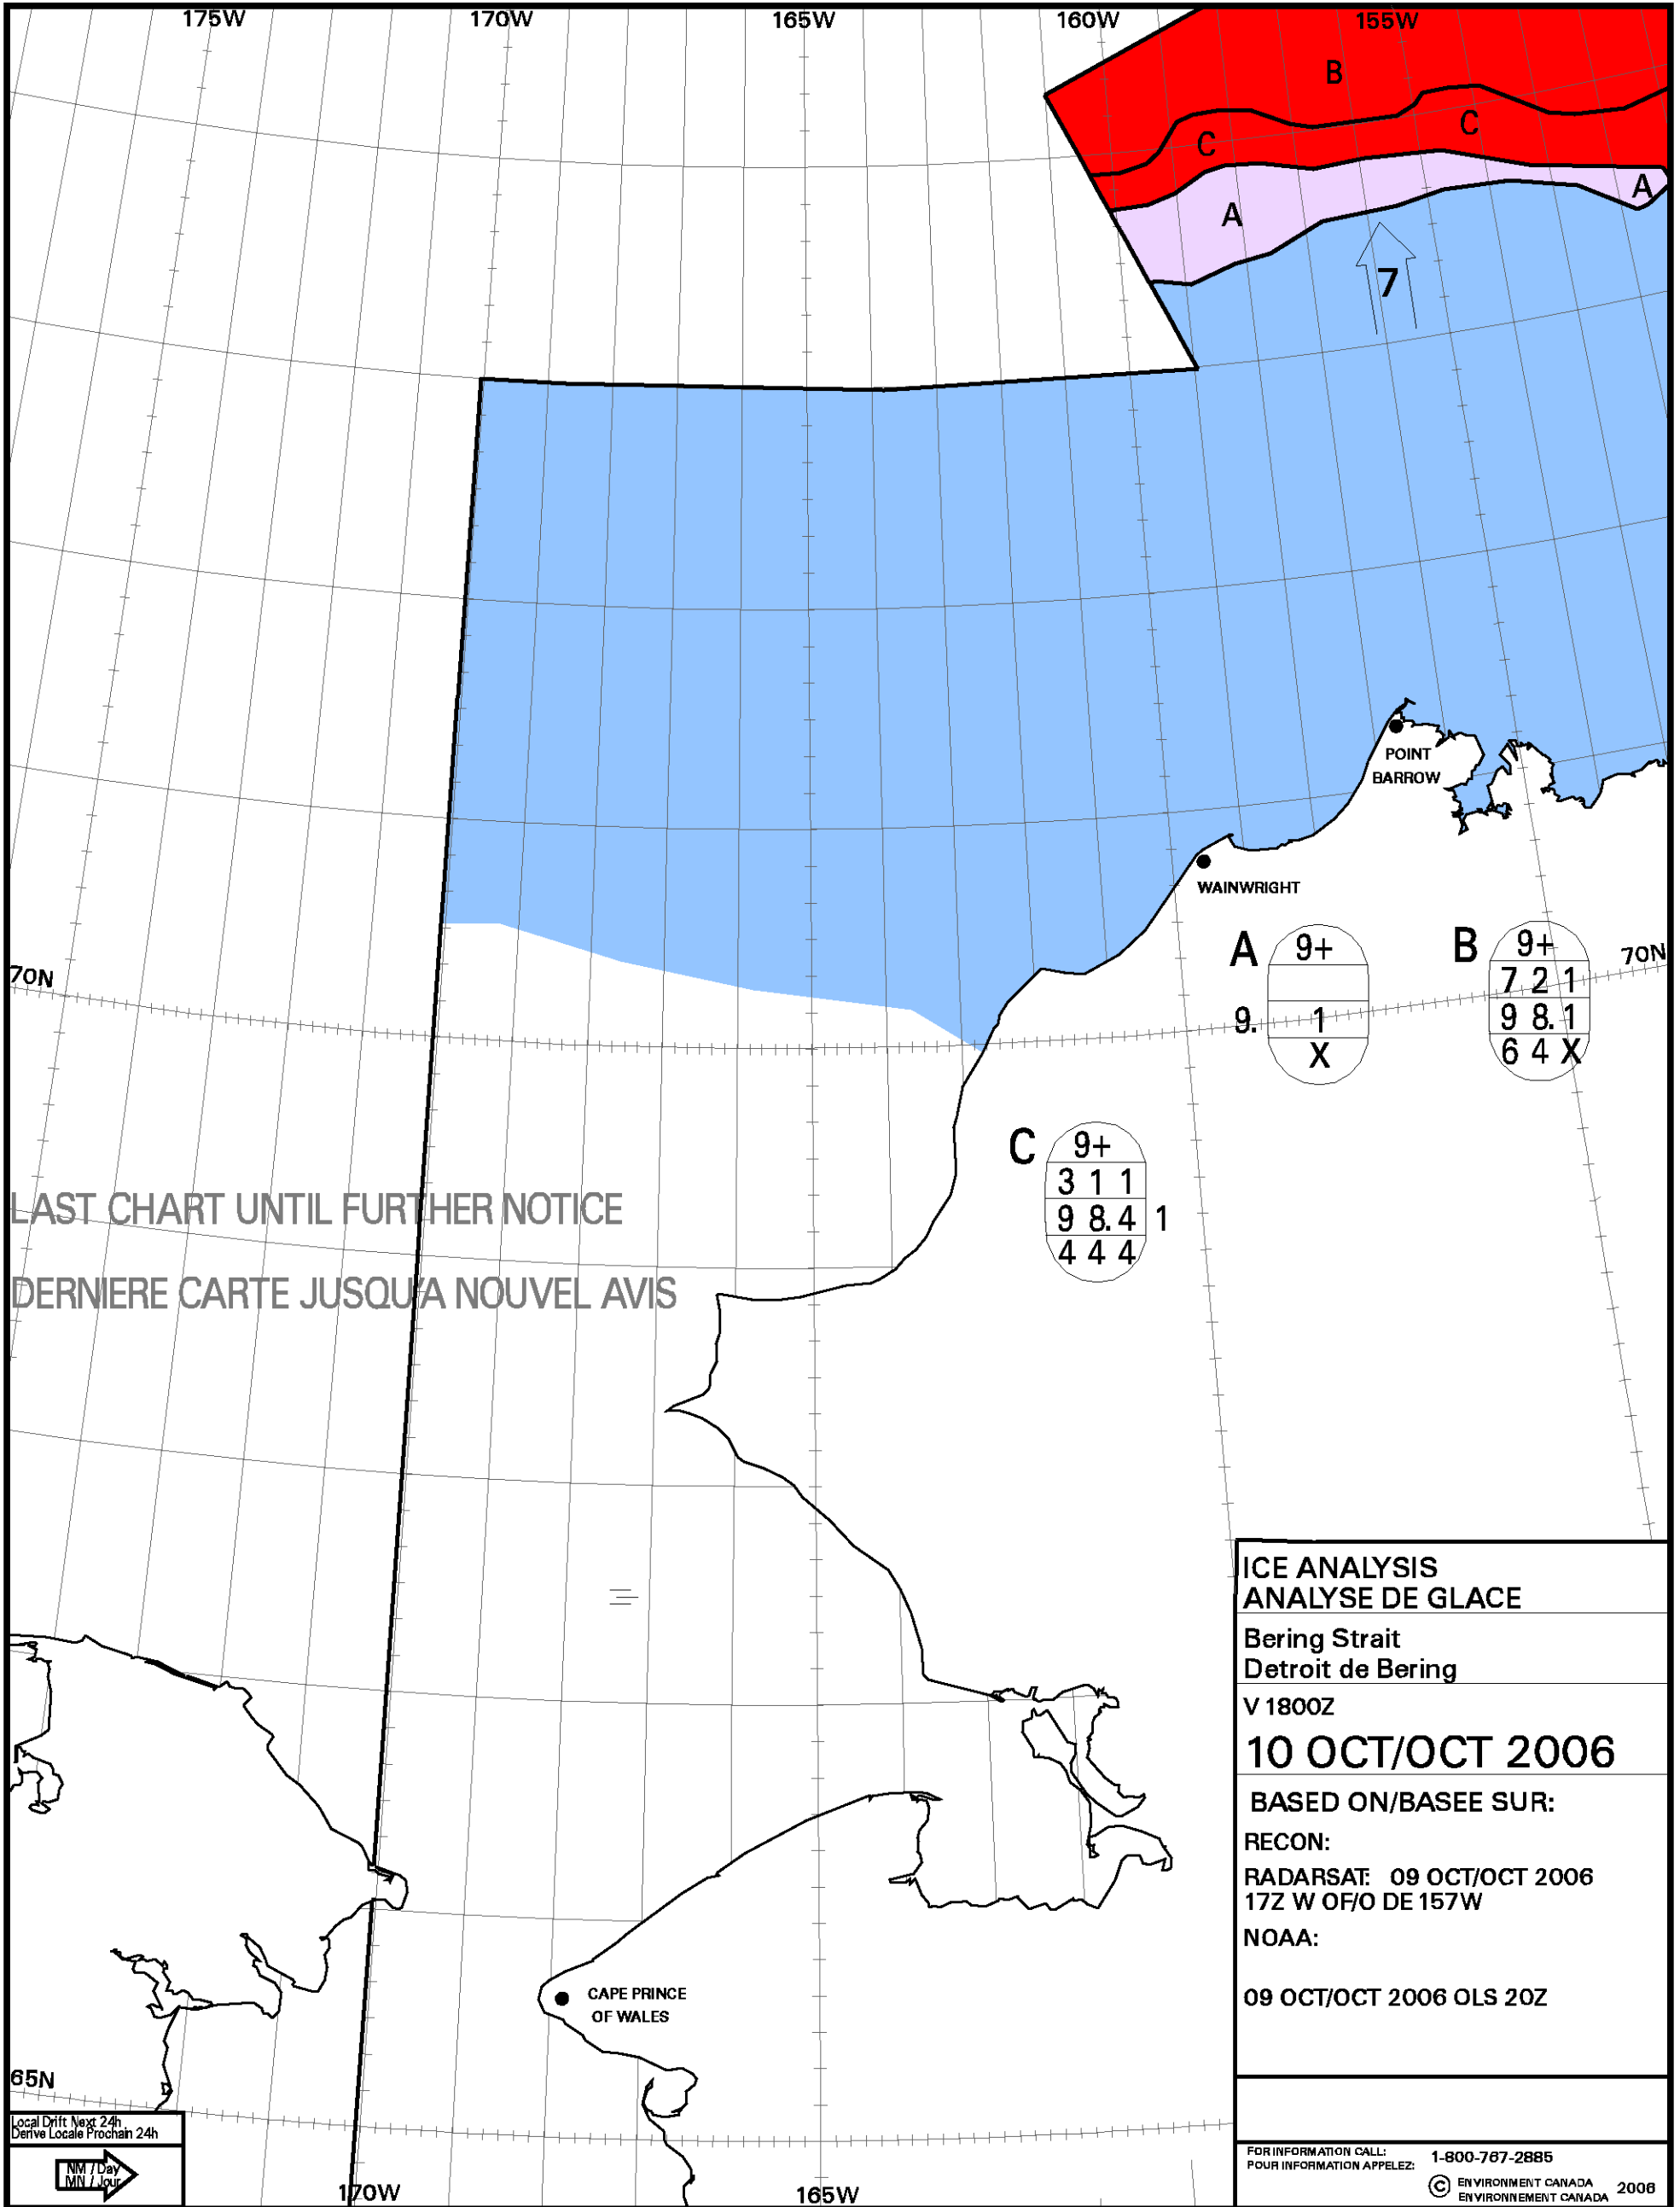 175W 170W 165W 160W 155W
B
C
C
A
A
7
POINT
BARROW
WAINWRIGHT
A
9+
9. 1
X
B
9+
7 2 1
9 8. 1
6 4 X
70N
70N
C
9+
3 1 1
9 8. 4 1
4 4 4
LAST CHART UNTIL FURTHER NOTICE
DERNIERE CARTE JUSQU'A NOUVEL AVIS
CAPE PRINCE
OF WALES
65N
Local Drift Next 24h
Derive Locale Prochain 24h
NM / Day
MN / Jour
170W 165W
ICE ANALYSIS
ANALYSE DE GLACE
Bering Strait
Detroit de Bering
V 1800Z
10 OCT/OCT 2006
BASED ON/BASEE SUR:
RECON:
RADARSAT: 09 OCT/OCT 2006
17Z W OF/O DE 157W
NOAA:
09 OCT/OCT 2006 OLS 20Z
FOR INFORMATION CALL: 1-800-767-2885
POUR INFORMATION APPELEZ:
© ENVIRONMENT CANADA 2006
ENVIRONNEMENT CANADA